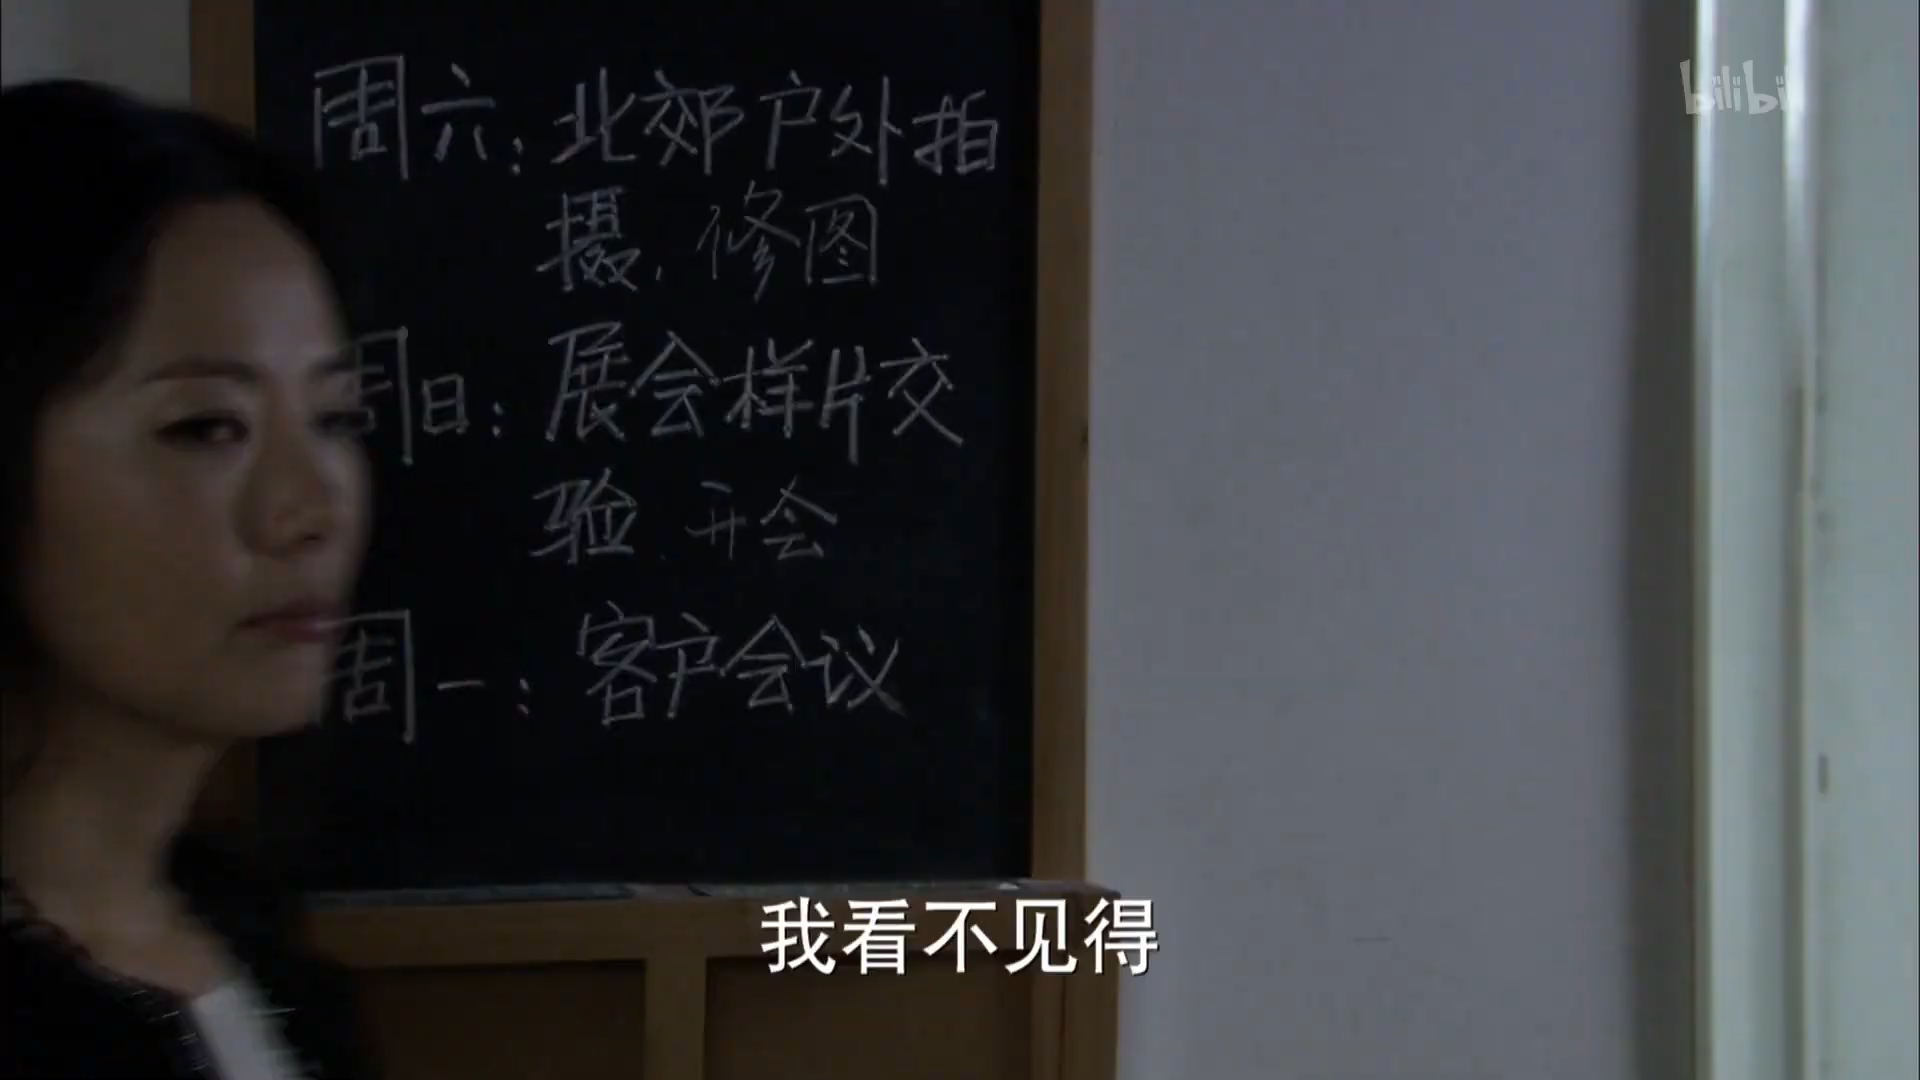 bilibili
周六:北郊户外拍
摄.修图
周日:展会样片交
验.开会
周一:客户会议
我看不见得